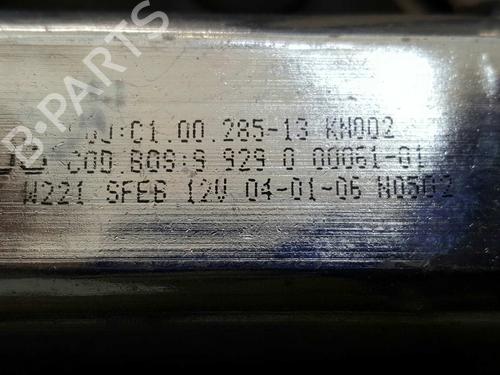 B-PARTS
C1.00.285-13 KN002
COD.BOS:9 929 0 00061-01
W221 SFEB 12V 04-01-06 N0502